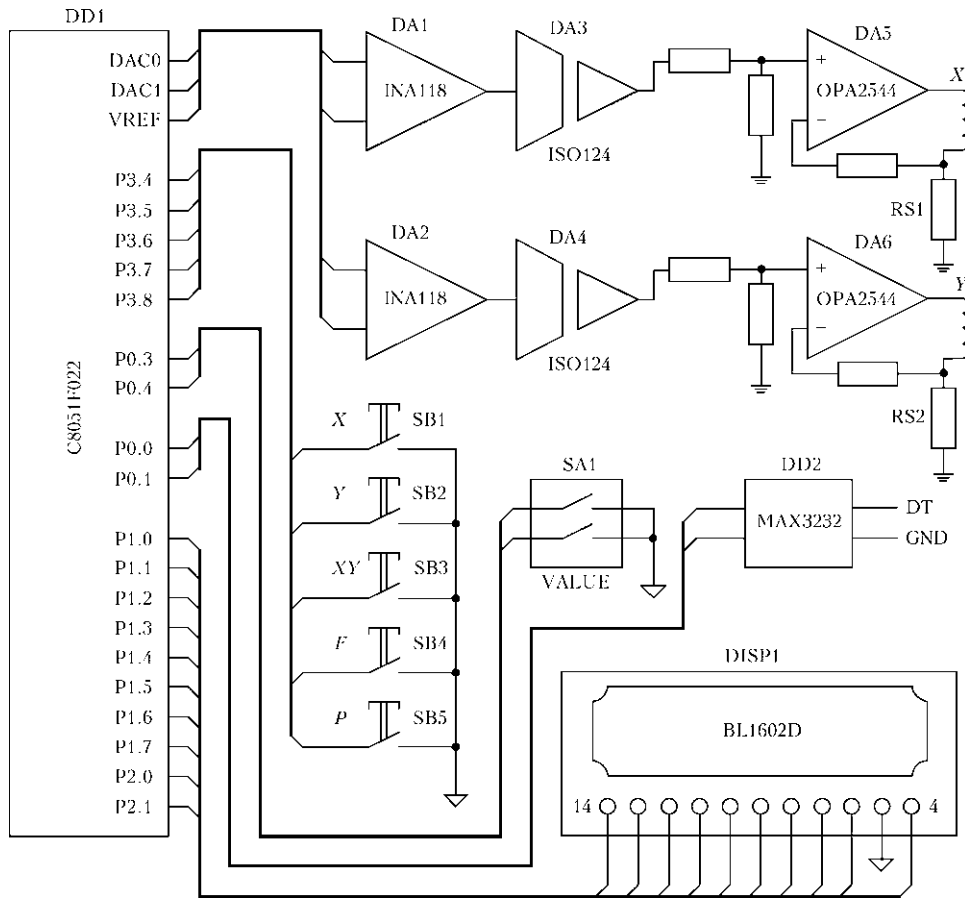 DD1
DAC0
DAC1
VREF
P3.4
P3.5
P3.6
P3.7
P3.8
P0.3
P0.4
P0.0
P0.1
P1.0
P1.1
P1.2
P1.3
P1.4
P1.5
P1.6
P1.7
P2.0
P2.1
C8051F022
DA1
INA118
DA3
ISO124
DA5
+
OPA2544
−
X
RS1
DA2
INA118
DA4
ISO124
DA6
+
OPA2544
−
Y
RS2
X SB1
Y SB2
XY SB3
F SB4
P SB5
SA1
VALUE
DD2
MAX3232
DT
GND
DISP1
BL1602D
14 4